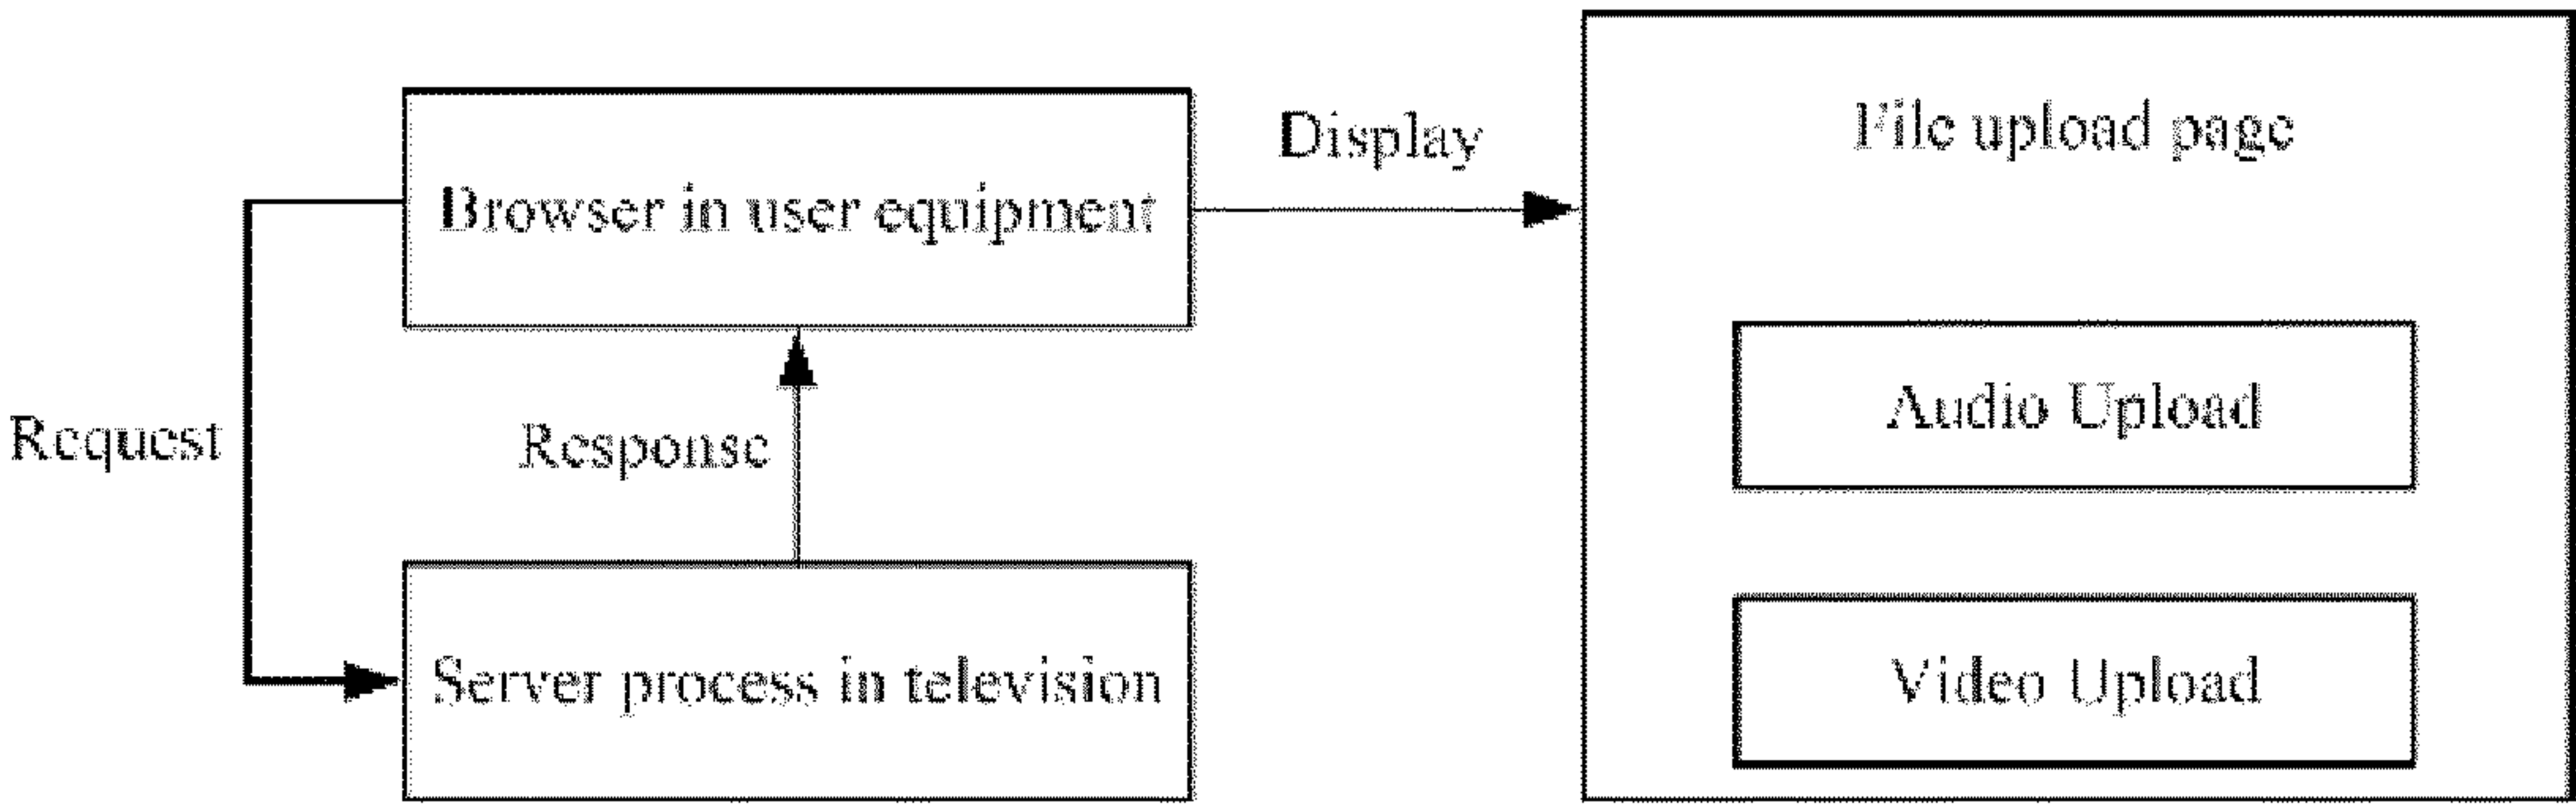 File upload page
Display
Browser in user equipment
Audio Upload
Request
Response
Server process in television
Video Upload